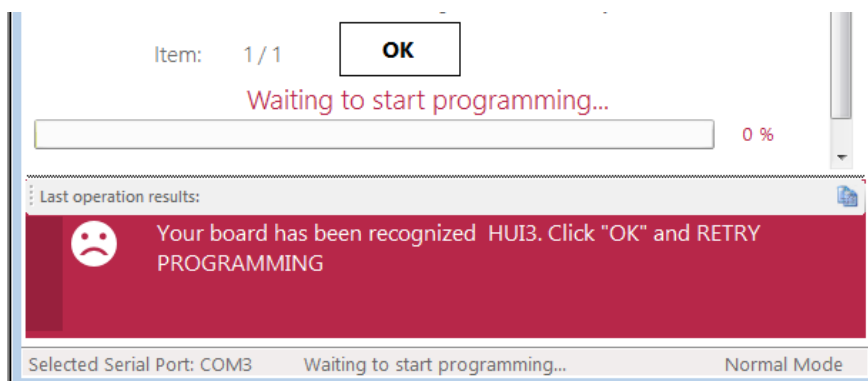 Item: 1 / 1 OK
Waiting to start programming...
0 %
Last operation results:
Your board has been recognized  HUI3. Click "OK" and RETRY
PROGRAMMING
Selected Serial Port: COM3 Waiting to start programming... Normal Mode